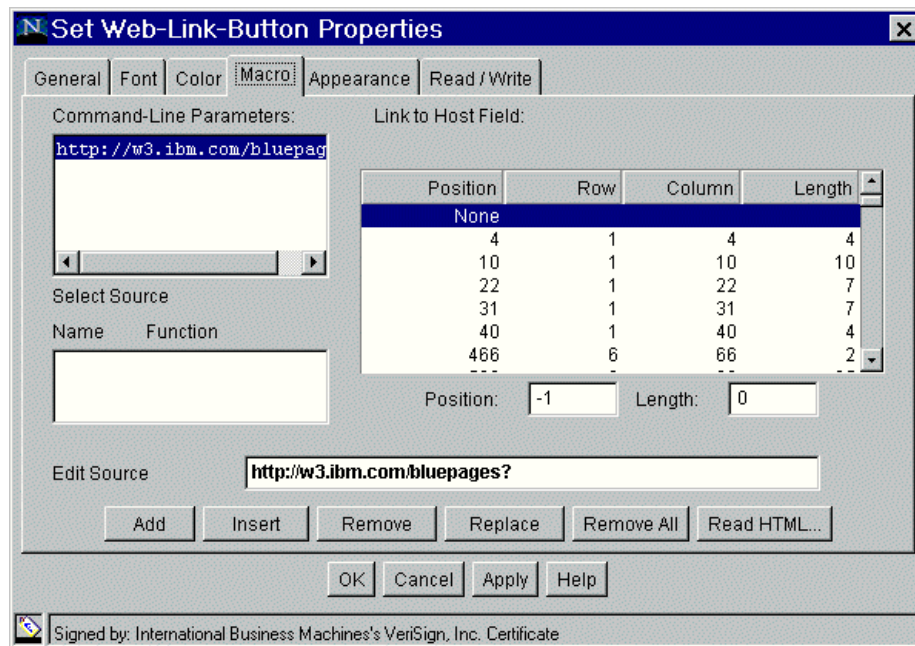 N Set Web-Link-Button Properties
General Font Color Macro Appearance Read / Write
Command-Line Parameters: Link to Host Field:
http://w3.ibm.com/bluepag
Position Row Column Length
None
4 1 4 4
10 1 10 10
22 1 22 7
31 1 31 7
40 1 40 4
466 6 66 2
Select Source
Name Function
Position: -1 Length: 0
Edit Source http://w3.ibm.com/bluepages?
Add Insert Remove Replace Remove All Read HTML...
OK Cancel Apply Help
Signed by: International Business Machines's VeriSign, Inc. Certificate